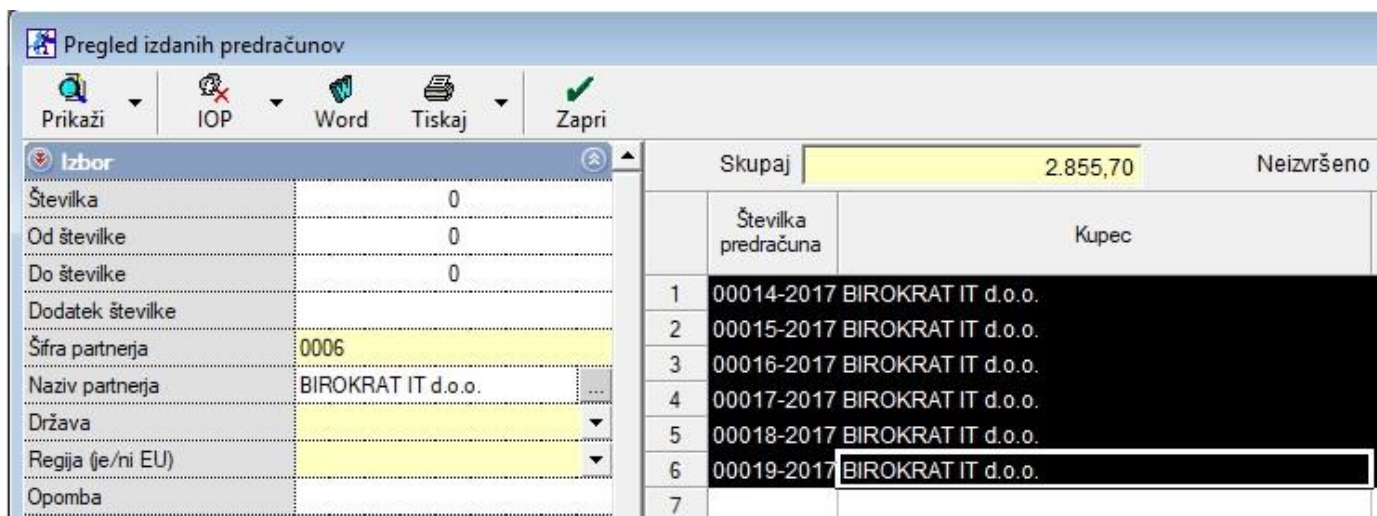 Pregled izdanih predračunov
Prikaži IOP Word Tiskaj Zapri
Izbor
Številka 0
Od številke 0
Do številke 0
Dodatek številke
Šifra partnerja 0006
Naziv partnerja BIROKRAT IT d.o.o. ...
Država
Regija (je/ni EU)
Opomba
Skupaj 2.855,70 Neizvršeno
Številka predračuna Kupec
1 00014-2017 BIROKRAT IT d.o.o.
2 00015-2017 BIROKRAT IT d.o.o.
3 00016-2017 BIROKRAT IT d.o.o.
4 00017-2017 BIROKRAT IT d.o.o.
5 00018-2017 BIROKRAT IT d.o.o.
6 00019-2017 BIROKRAT IT d.o.o.
7